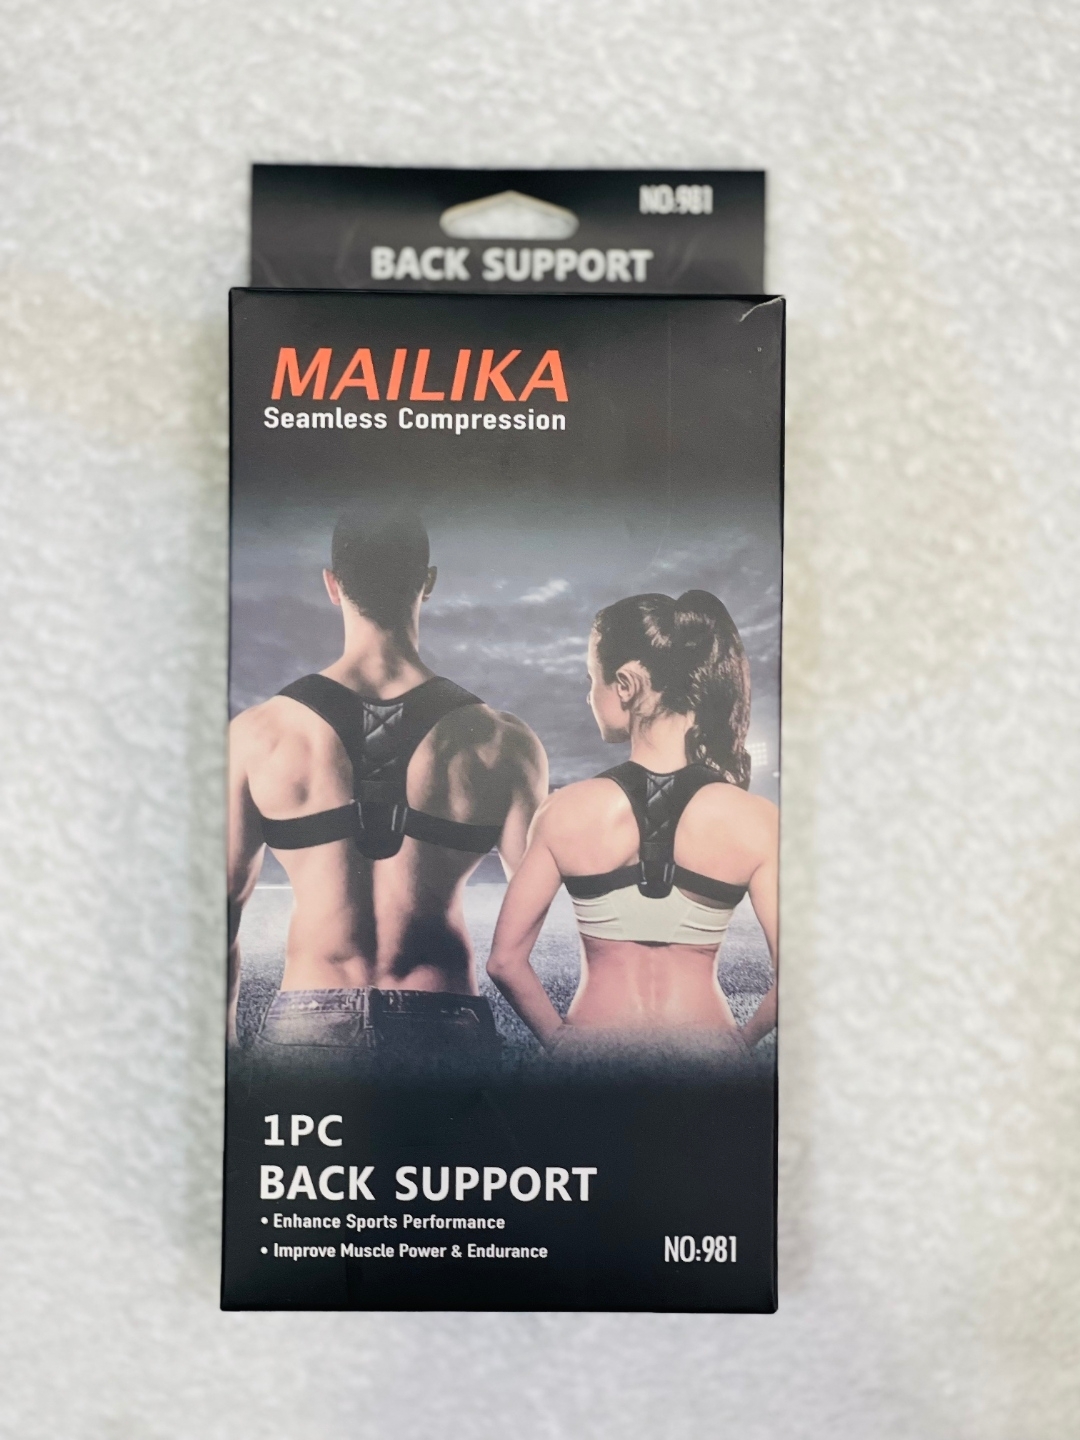 NO:981
BACK SUPPORT
MAILIKA
Seamless Compression
1PC
BACK SUPPORT
• Enhance Sports Performance
• Improve Muscle Power & Endurance
NO:981